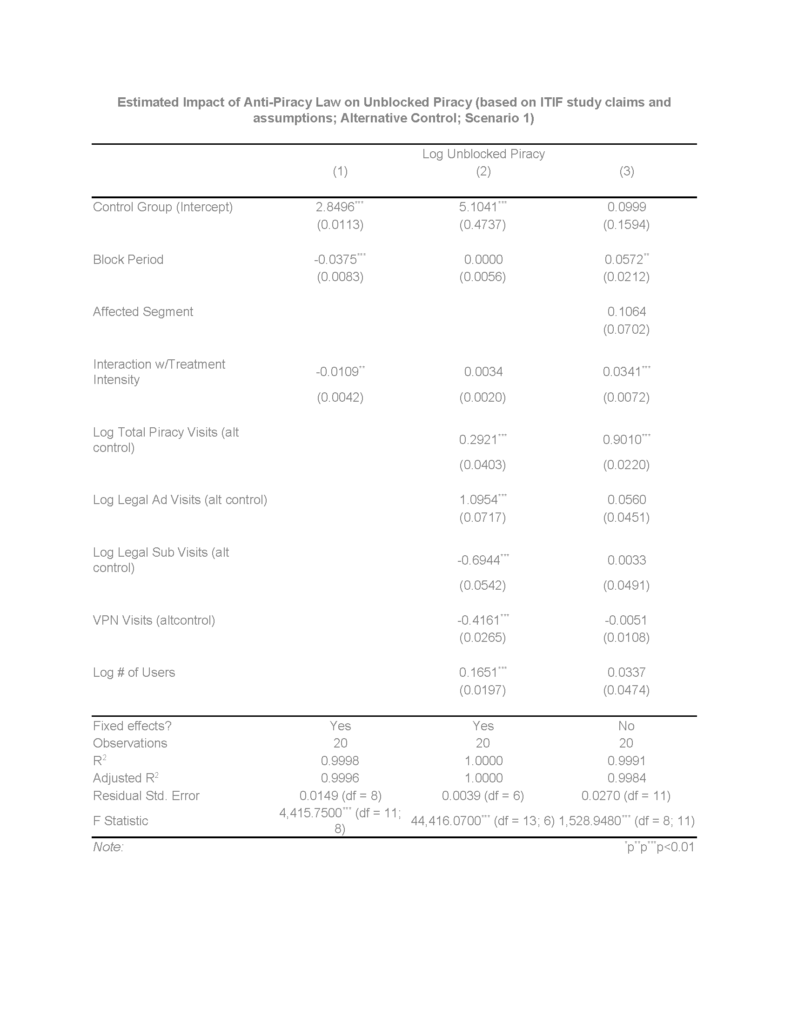 Estimated Impact of Anti-Piracy Law on Unblocked Piracy (based on ITIF study claims and
assumptions; Alternative Control; Scenario 1)
Log Unblocked Piracy
(1) (2) (3)
Control Group (Intercept) 2.8496*** 5.1041*** 0.0999
(0.0113) (0.4737) (0.1594)
Block Period -0.0375*** 0.0000 0.0572**
(0.0083) (0.0056) (0.0212)
Affected Segment 0.1064
(0.0702)
Interaction w/Treatment
Intensity -0.0109** 0.0034 0.0341***
(0.0042) (0.0020) (0.0072)
Log Total Piracy Visits (alt
control) 0.2921*** 0.9010***
(0.0403) (0.0220)
Log Legal Ad Visits (alt control) 1.0954*** 0.0560
(0.0717) (0.0451)
Log Legal Sub Visits (alt
control) -0.6944*** 0.0033
(0.0542) (0.0491)
VPN Visits (altcontrol) -0.4161*** -0.0051
(0.0265) (0.0108)
Log # of Users 0.1651*** 0.0337
(0.0197) (0.0474)
Fixed effects? Yes Yes No
Observations 20 20 20
R² 0.9998 1.0000 0.9991
Adjusted R² 0.9996 1.0000 0.9984
Residual Std. Error 0.0149 (df = 8) 0.0039 (df = 6) 0.0270 (df = 11)
F Statistic 4,415.7500*** (df = 11; 8) 44,416.0700*** (df = 13; 6) 1,528.9480*** (df = 8; 11)
Note: *p**p***p<0.01